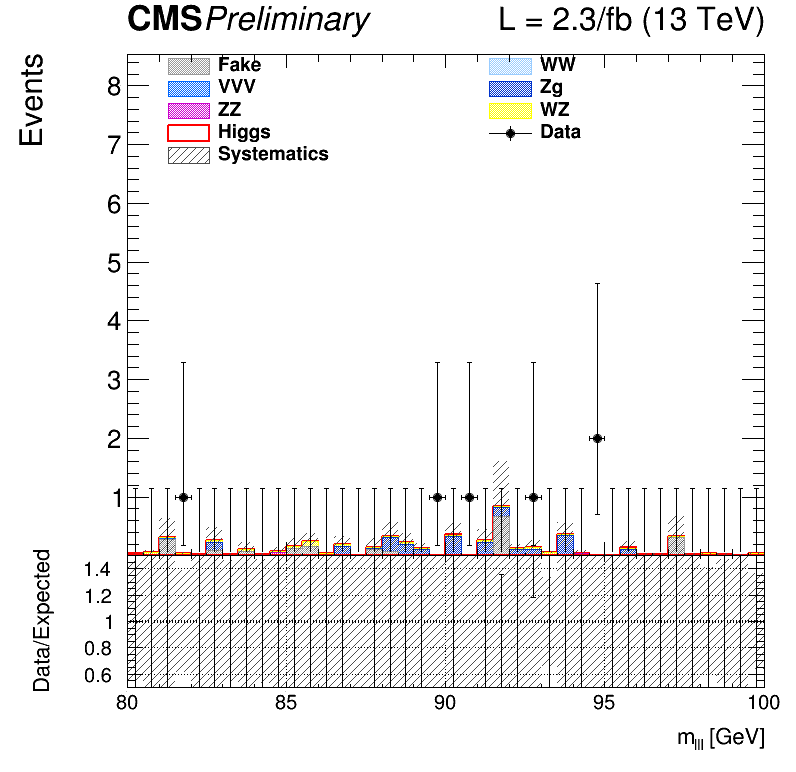 CMS Preliminary L = 2.3/fb (13 TeV)
Events
8
7
6
5
4
3
2
1
Fake WW
VVV Zg
ZZ WZ
Higgs Data
Systematics
Data/Expected
1.4
1.2
1
0.8
0.6
80 85 90 95 100
mlll [GeV]